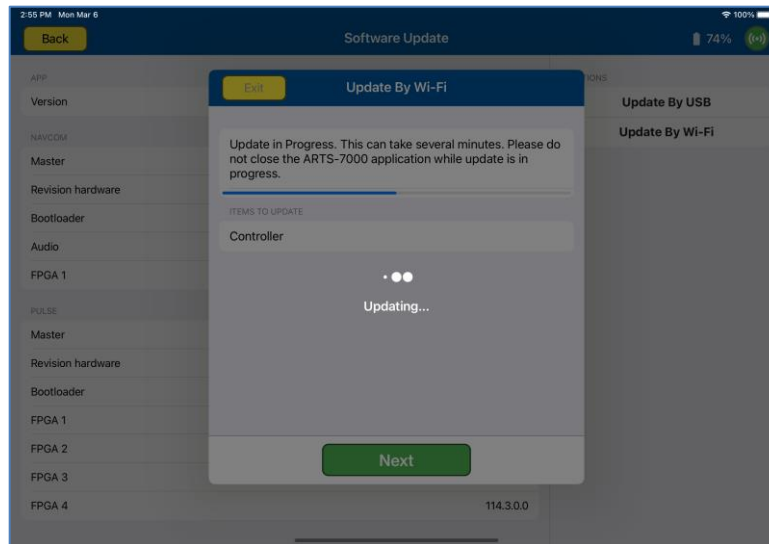 2:55 PM Mon Mar 6
100%
Back
Software Update
74%
APP
Version
NAVCOM
Master
Revision hardware
Bootloader
Audio
FPGA 1
PULSE
Master
Revision hardware
Bootloader
FPGA 1
FPGA 2
FPGA 3
FPGA 4
114.3.0.0
Exit
Update By Wi-Fi
Update in Progress. This can take several minutes. Please do
not close the ARTS-7000 application while update is in
progress.
ITEMS TO UPDATE
Controller
Updating...
Next
Update By USB
Update By Wi-Fi